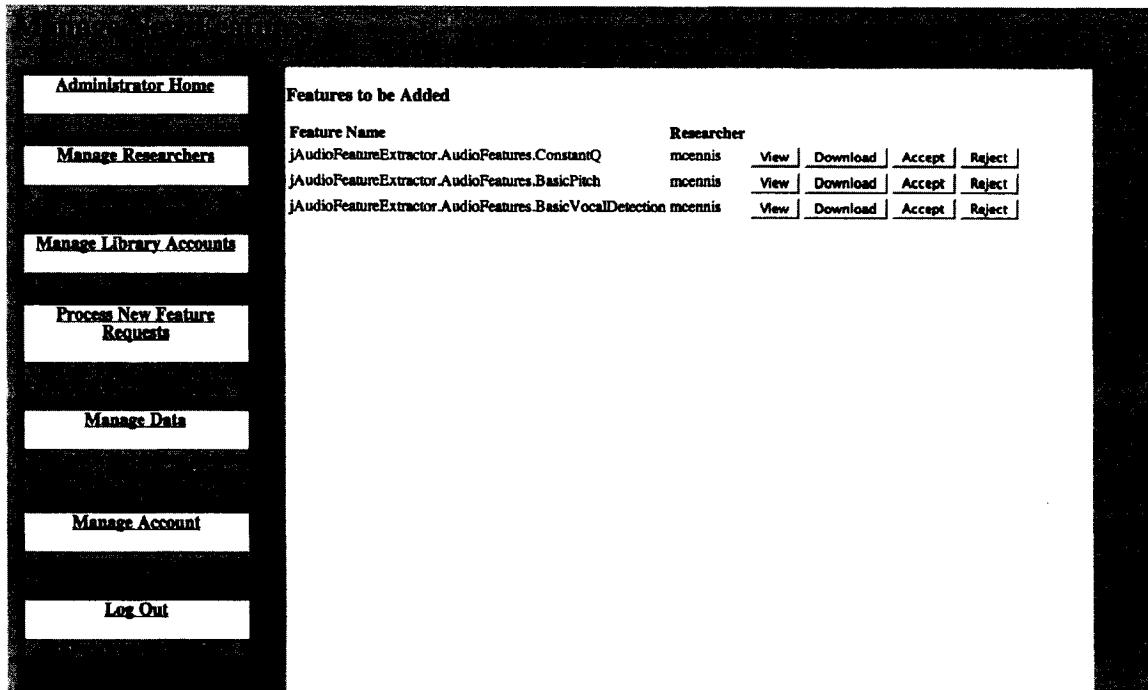 Administrator Home
Manage Researchers
Manage Library Accounts
Process New Feature
Requests
Manage Data
Manage Account
Log Out
Features to be Added
Feature Name Researcher
jAudioFeatureExtractor.AudioFeatures.ConstantQ mcennis View Download Accept Reject
jAudioFeatureExtractor.AudioFeatures.BasicPitch mcennis View Download Accept Reject
jAudioFeatureExtractor.AudioFeatures.BasicVocalDetection mcennis View Download Accept Reject